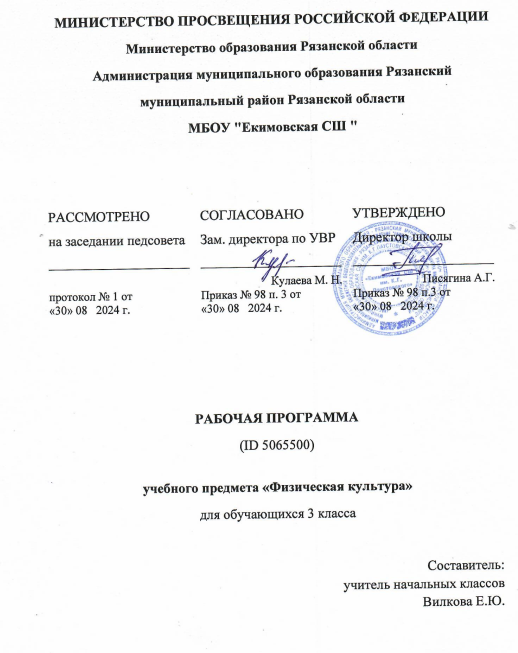 МИНИСТЕРСТВО ПРОСВЕЩЕНИЯ РОССИЙСКОЙ ФЕДЕРАЦИИ
Министерство образования Рязанской области
Администрация муниципального образования Рязанский
муниципальный район Рязанской области
МБОУ "Екимовская СШ "
РАССМОТРЕНО
на заседании педсовета
протокол № 1 от
«30» 08 2024 г.
СОГЛАСОВАНО
Зам. директора по УВР
Кулаева М. Н.
Приказ № 98 п. 3 от
«30» 08 2024 г.
УТВЕРЖДЕНО
Директор школы
Писягина А.Г.
Приказ № 98 п.3 от
«30» 08 2024 г.
РАБОЧАЯ ПРОГРАММА
(ID 5065500)
учебного предмета «Физическая культура»
для обучающихся 3 класса
Составитель:
учитель начальных классов
Вилкова Е.Ю.